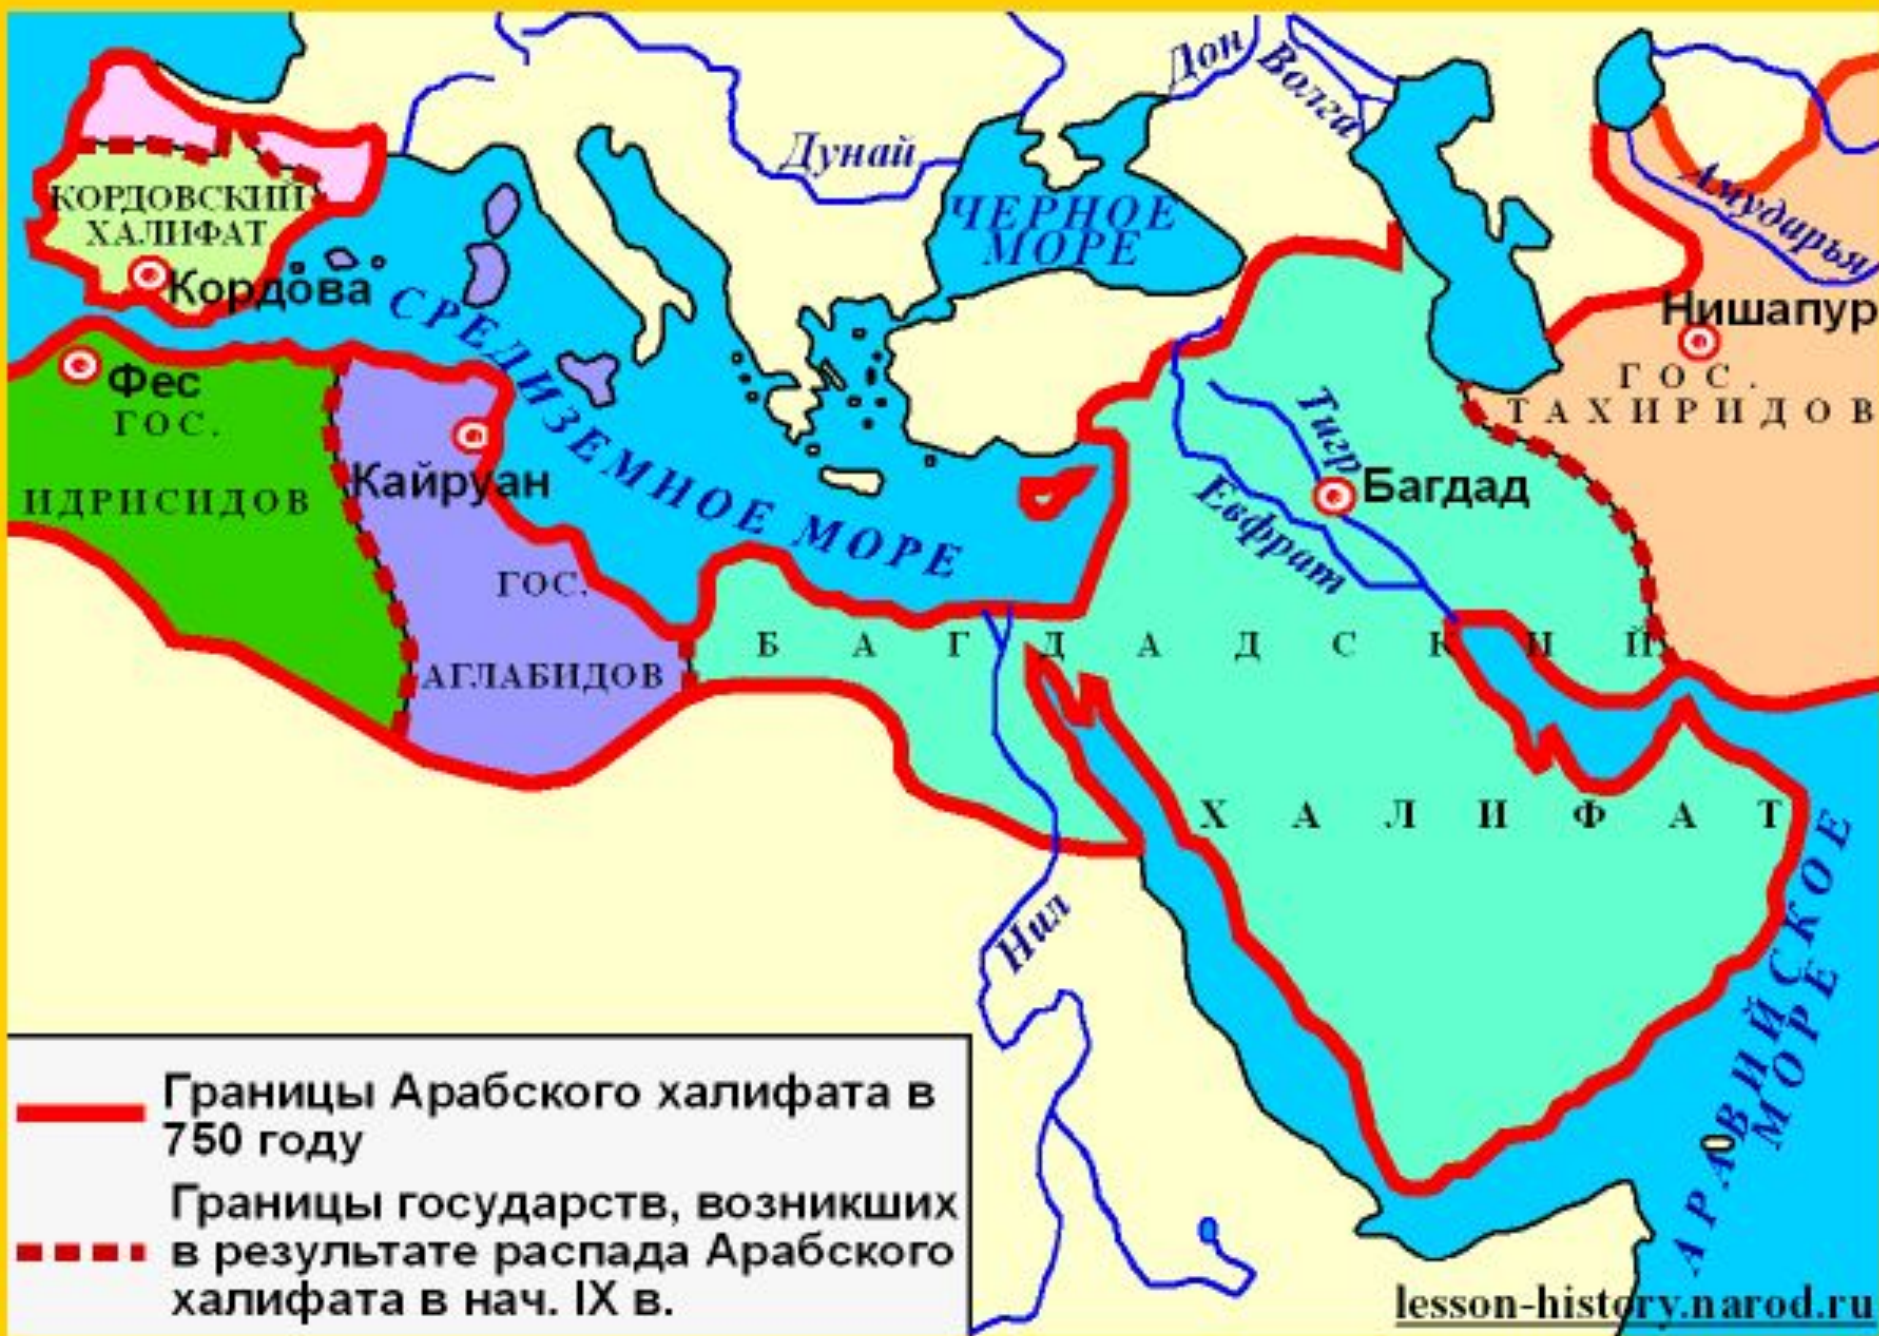 Дон
Волга
Дунай
ЧЕРНОЕ
МОРЕ
Амударья
КОРДОВСКИЙ
ХАЛИФАТ
Кордова
Нишапур
ГОС.
ТАХИРИДОВ
Фес
ГОС.
ИДРИСИДОВ
СРЕДИЗЕМНОЕ МОРЕ
Тигр
Евфрат
Багдад
Кайруан
ГОС.
АГЛАБИДОВ
БАГДАДСКИЙ
ХАЛИФАТ
Нил
АРАВИЙСКОЕ
МОРЕ
Границы Арабского халифата в
750 году
Границы государств, возникших
в результате распада Арабского
халифата в нач. IX в.
lesson-history.narod.ru